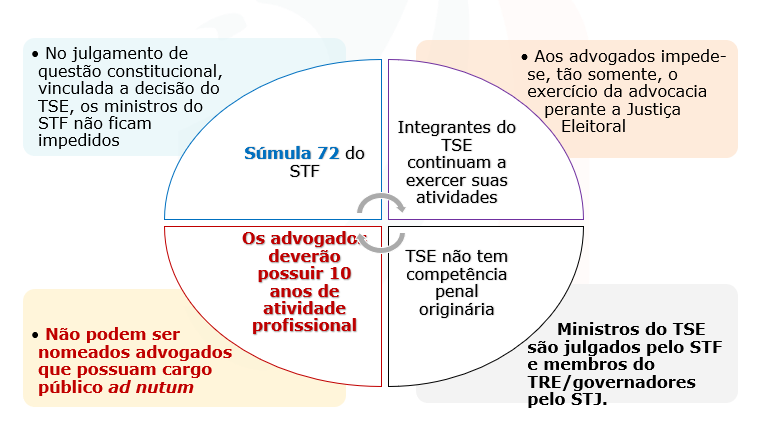 • No julgamento de
questão constitucional,
vinculada a decisão do
TSE, os ministros do
STF não ficam
impedidos
Súmula 72 do
STF
• Aos advogados impede-
se, tão somente, o
exercício da advocacia
perante a Justiça
Eleitoral
Integrantes do
TSE
continuam a
exercer suas
atividades
Os advogados
deverão
possuir 10
anos de
atividade
profissional
• Não podem ser
nomeados advogados
que possuam cargo
público ad nutum
TSE não tem
competência
penal
originária
Ministros do TSE
são julgados pelo STF
e membros do
TRE/governadores
pelo STJ.